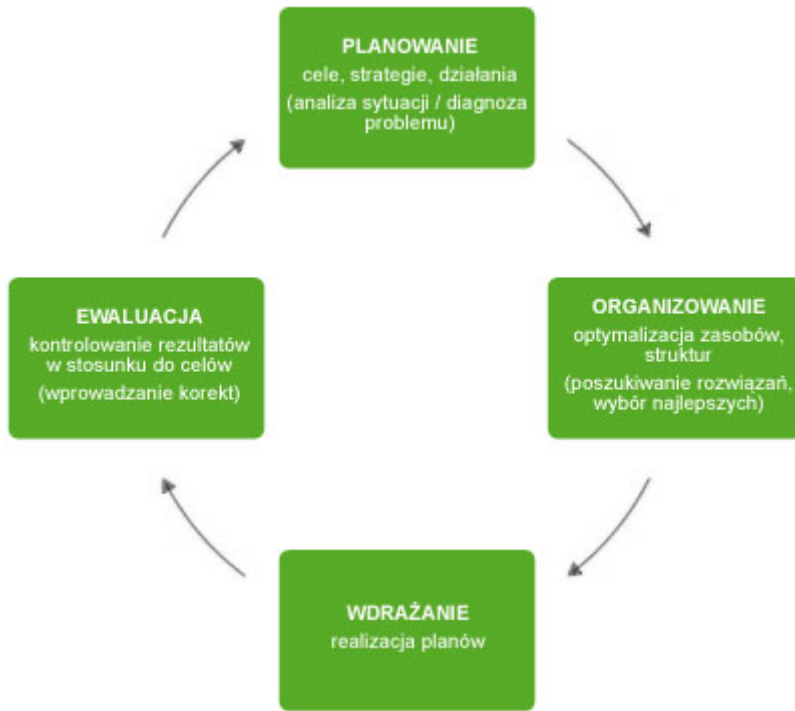 PLANOWANIE
cele, strategie, działania
(analiza sytuacji / diagnoza
problemu)
ORGANIZOWANIE
optymalizacja zasobów,
struktur
(poszukiwanie rozwiązań,
wybór najlepszych)
WDRAŻANIE
realizacja planów
EWALUACJA
kontrolowanie rezultatów
w stosunku do celów
(wprowadzanie korekt)